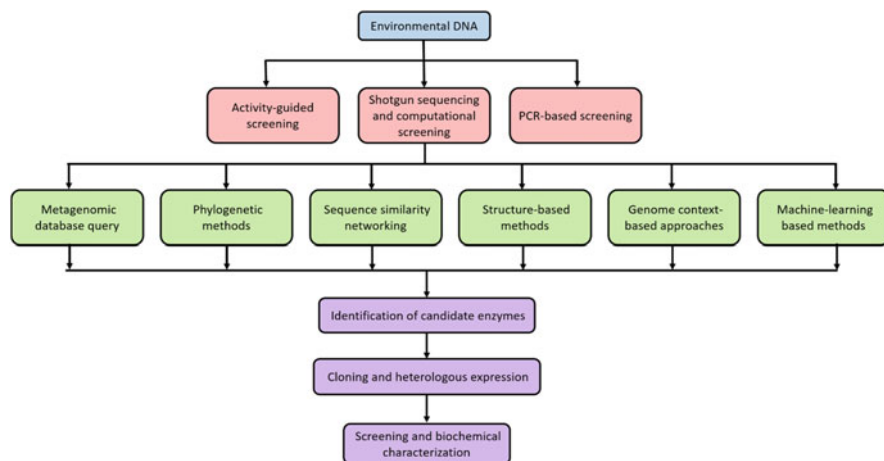 Environmental DNA
Activity-guided
screening
Shotgun sequencing
and computational
screening
PCR-based screening
Metagenomic
database query
Phylogenetic
methods
Sequence similarity
networking
Structure-based
methods
Genome context-
based approaches
Machine-learning
based methods
Identification of candidate enzymes
Cloning and heterologous expression
Screening and biochemical
characterization